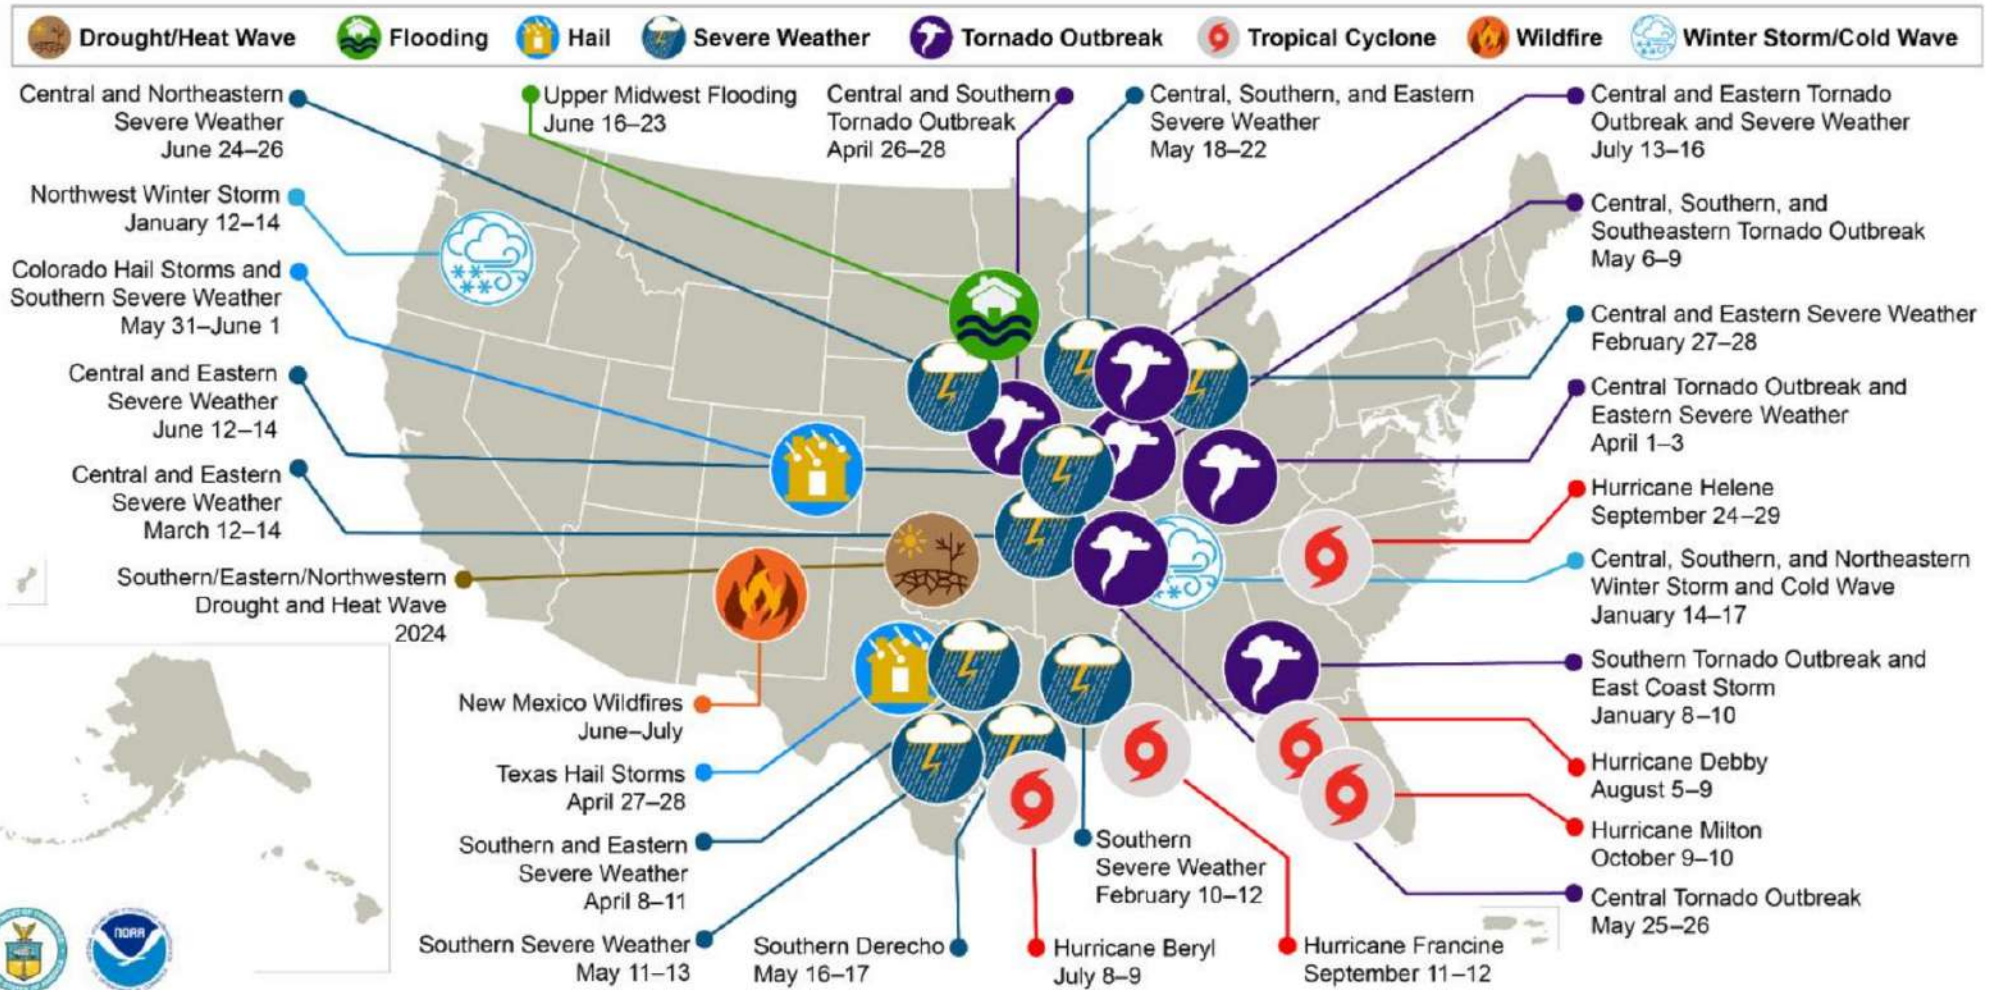 Drought/Heat Wave
Flooding
Hail
Severe Weather
Tornado Outbreak
Tropical Cyclone
Wildfire
Winter Storm/Cold Wave
Central and Northeastern
Severe Weather
June 24–26
Upper Midwest Flooding
June 16–23
Central and Southern
Tornado Outbreak
April 26–28
Central, Southern, and Eastern
Severe Weather
May 18–22
Central and Eastern Tornado
Outbreak and Severe Weather
July 13–16
Northwest Winter Storm
January 12–14
Central, Southern, and
Southeastern Tornado Outbreak
May 6–9
Colorado Hail Storms and
Southern Severe Weather
May 31–June 1
Central and Eastern Severe Weather
February 27–28
Central and Eastern
Severe Weather
June 12–14
Central Tornado Outbreak and
Eastern Severe Weather
April 1–3
Central and Eastern
Severe Weather
March 12–14
Hurricane Helene
September 24–29
Southern/Eastern/Northwestern
Drought and Heat Wave
2024
Central, Southern, and Northeastern
Winter Storm and Cold Wave
January 14–17
New Mexico Wildfires
June–July
Southern Tornado Outbreak and
East Coast Storm
January 8–10
Texas Hail Storms
April 27–28
Hurricane Debby
August 5–9
Southern and Eastern
Severe Weather
April 8–11
Southern
Severe Weather
February 10–12
Hurricane Milton
October 9–10
Central Tornado Outbreak
May 25–26
Southern Severe Weather
May 11–13
Southern Derecho
May 16–17
Hurricane Beryl
July 8–9
Hurricane Francine
September 11–12
NOAA